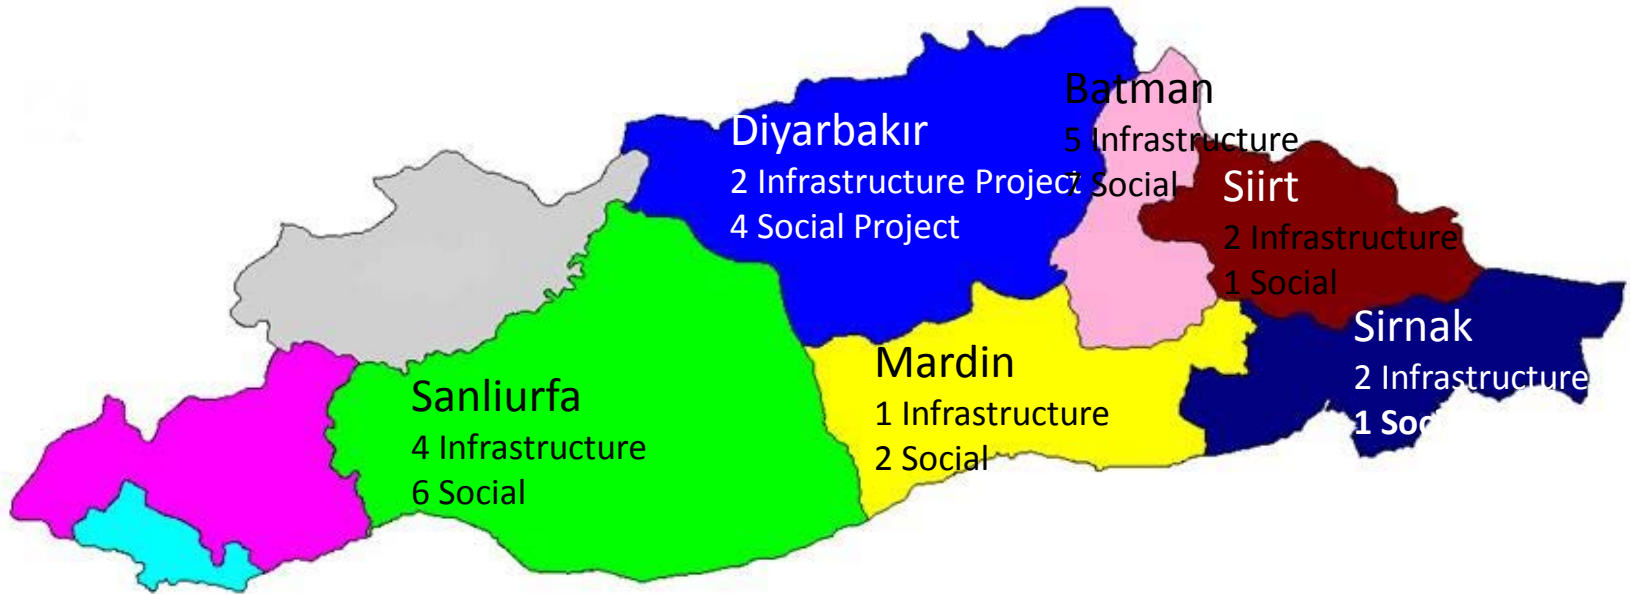 Diyarbakır
2 Infrastructure Project
4 Social Project
Batman
5 Infrastructure
7 Social
Siirt
2 Infrastructure
1 Social
Sirnak
2 Infrastructure
1
Mardin
1 Infrastructure
2 Social
Sanliurfa
4 Infrastructure
6 Social